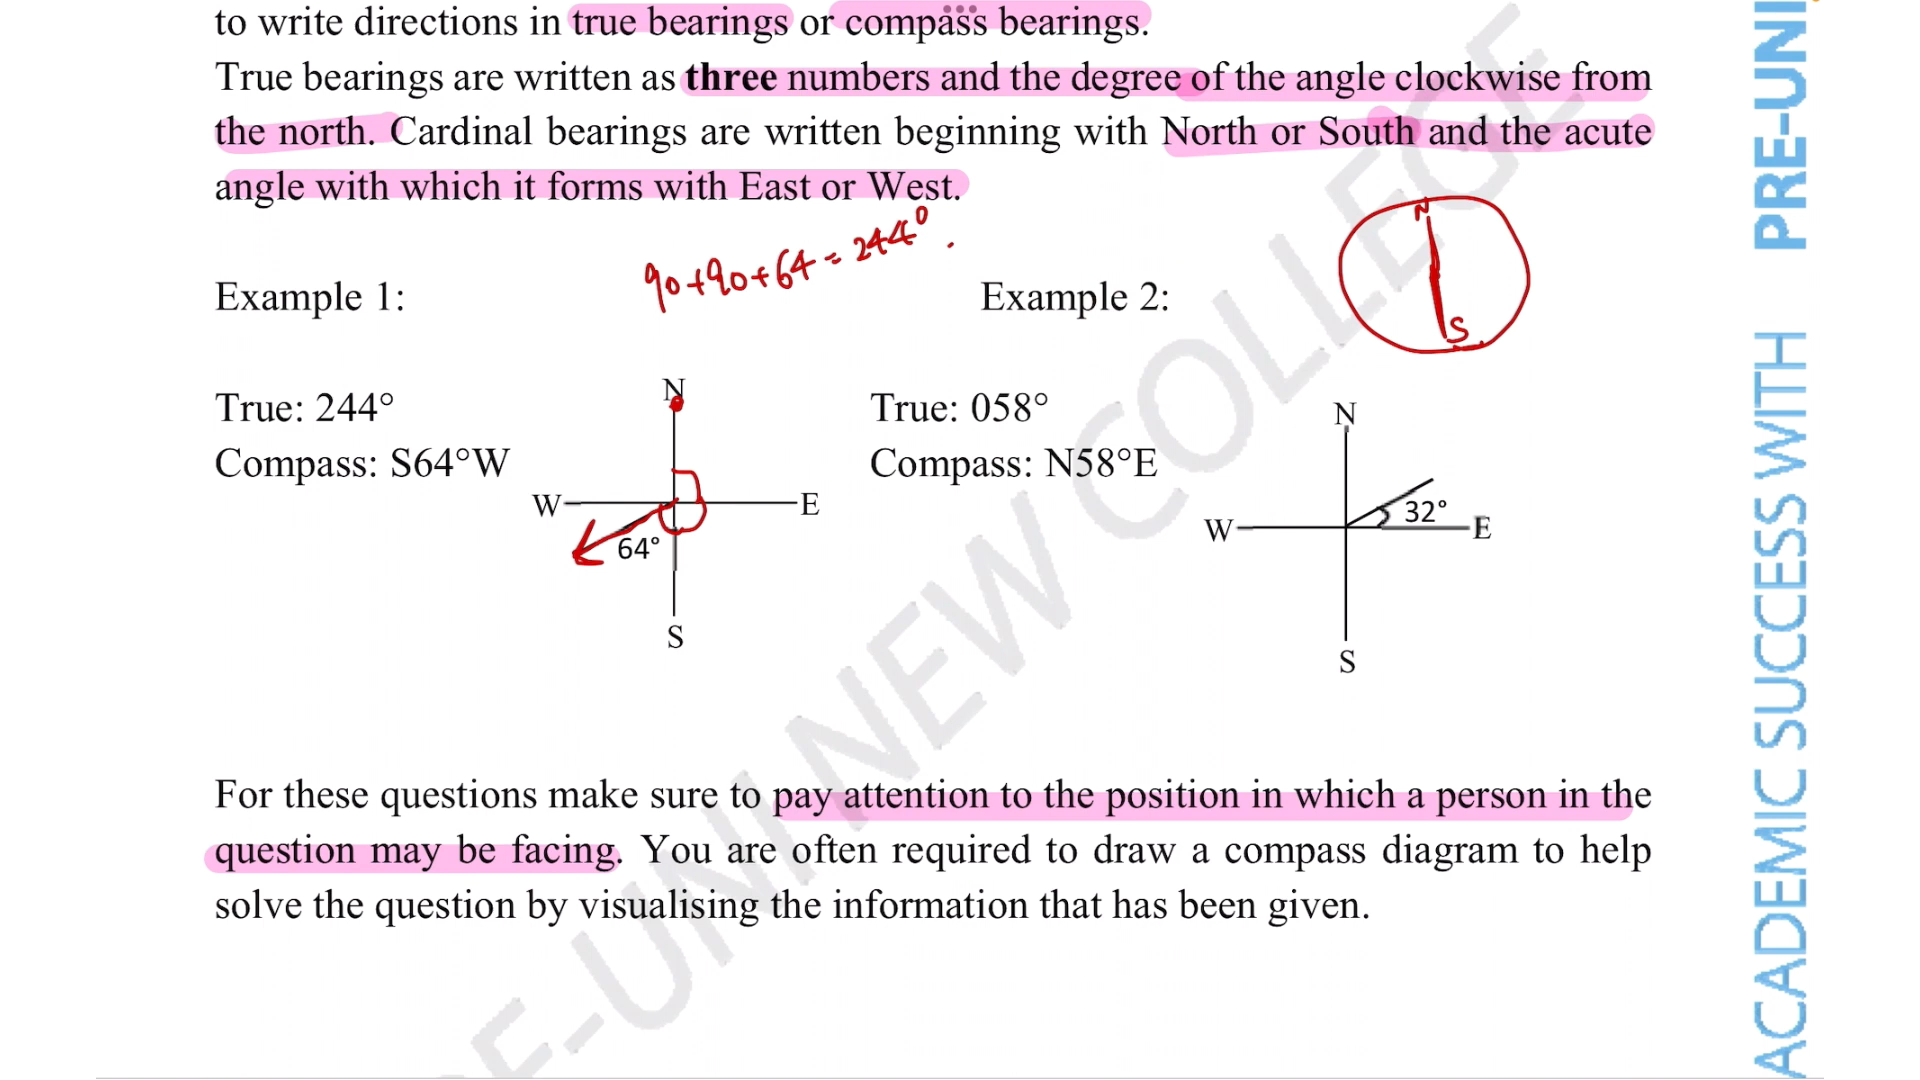 to write directions in true bearings or compass bearings.
True bearings are written as three numbers and the degree of the angle clockwise from
the north. Cardinal bearings are written beginning with North or South and the acute
angle with which it forms with East or West.
90+90+64=244°.
Example 1:
Example 2:
N
S
True: 244°
Compass: S64°W
N
W
E
64°
S
True: 058°
Compass: N58°E
N
W
32°
E
S
For these questions make sure to pay attention to the position in which a person in the
question may be facing. You are often required to draw a compass diagram to help
solve the question by visualising the information that has been given.
ACADEMIC SUCCESS WITH PRE-UNI
E-UNI NEW COLLEGE